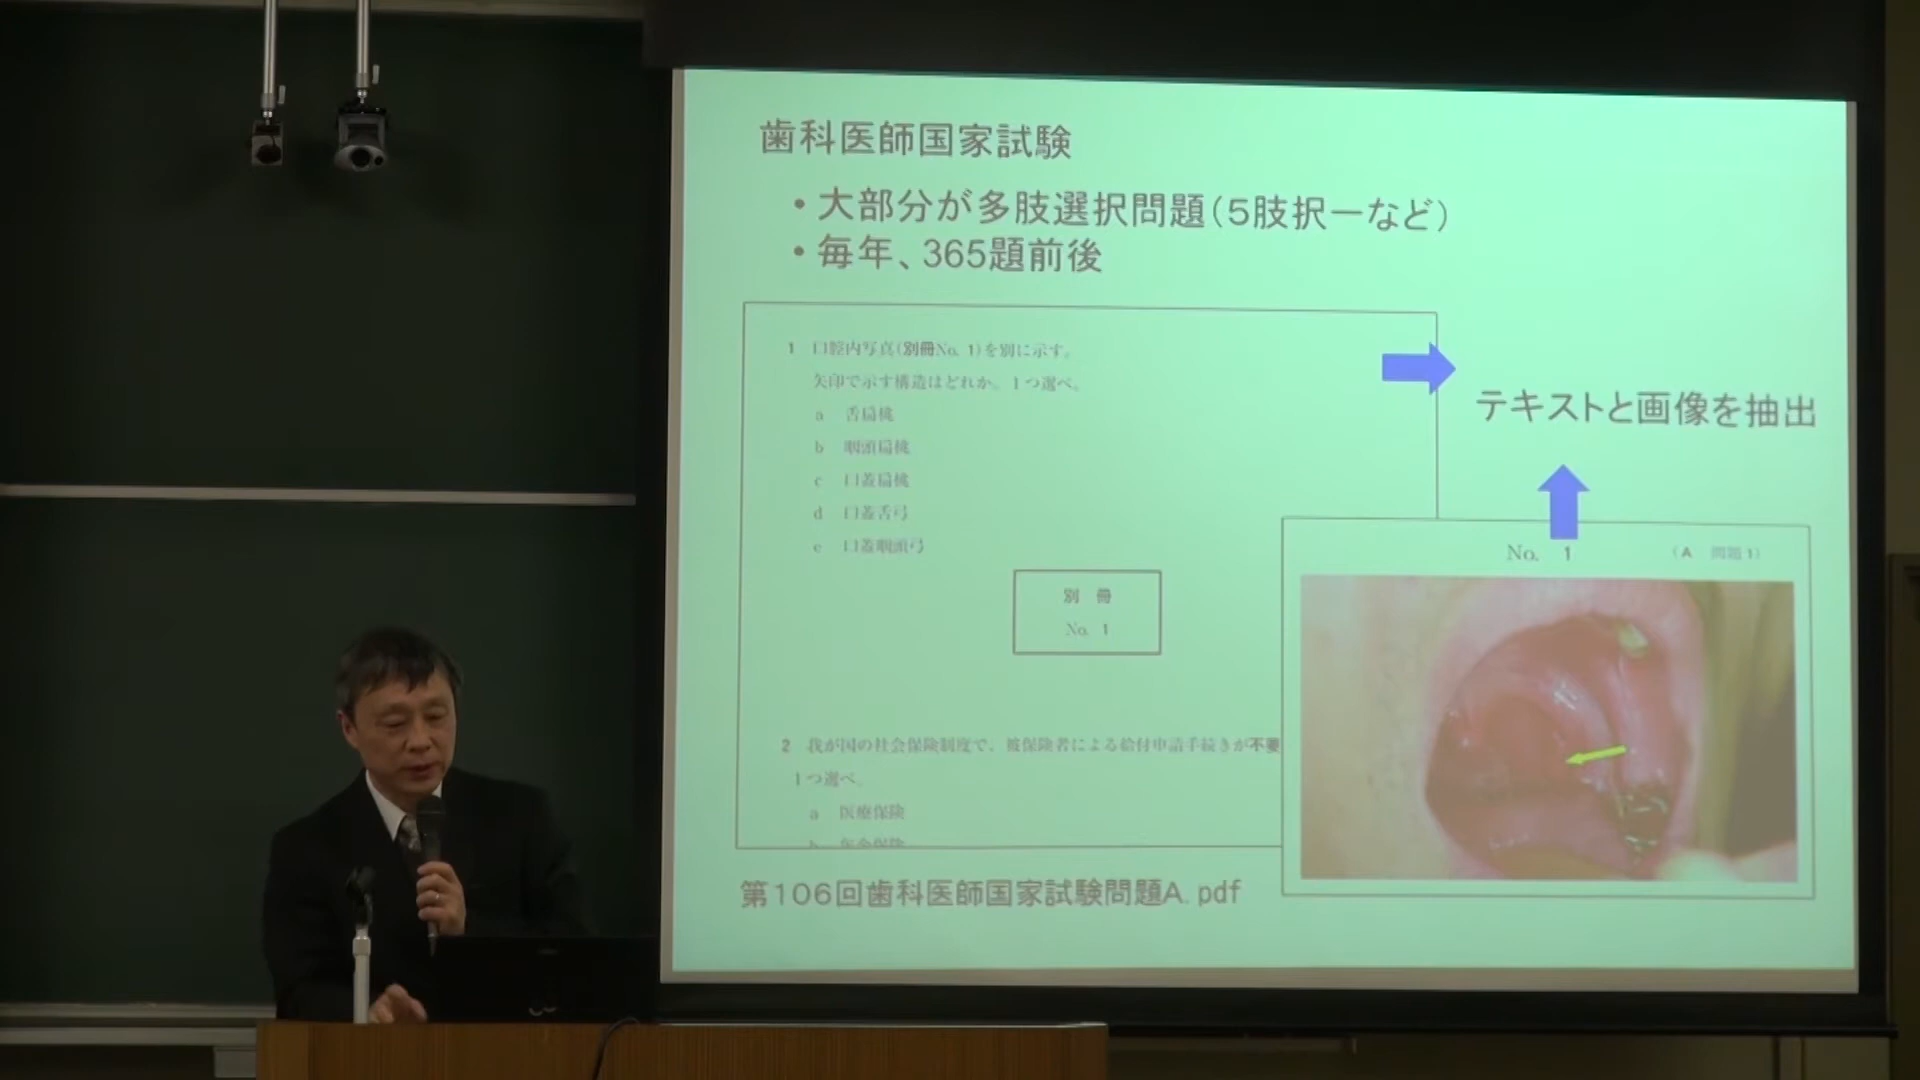 歯科医師国家試験
・大部分が多肢選択問題(5肢択一など)
・毎年、365題前後
1 口腔内写真(別冊No. 1)を別に示す。
矢印で示す構造はどれか。1つ選べ。
a 舌扁桃
b 咽頭扁桃
c 口蓋扁桃
d 口蓋舌弓
e 口蓋咽頭弓
別 冊
No. 1
2 我が国の社会保険制度で、被保険者による給付申請手続きが不要
1つ選べ。
a 医療保険
b 年金保険
テキストと画像を抽出
No. 1 (A 問題1)
第106回歯科医師国家試験問題A.pdf